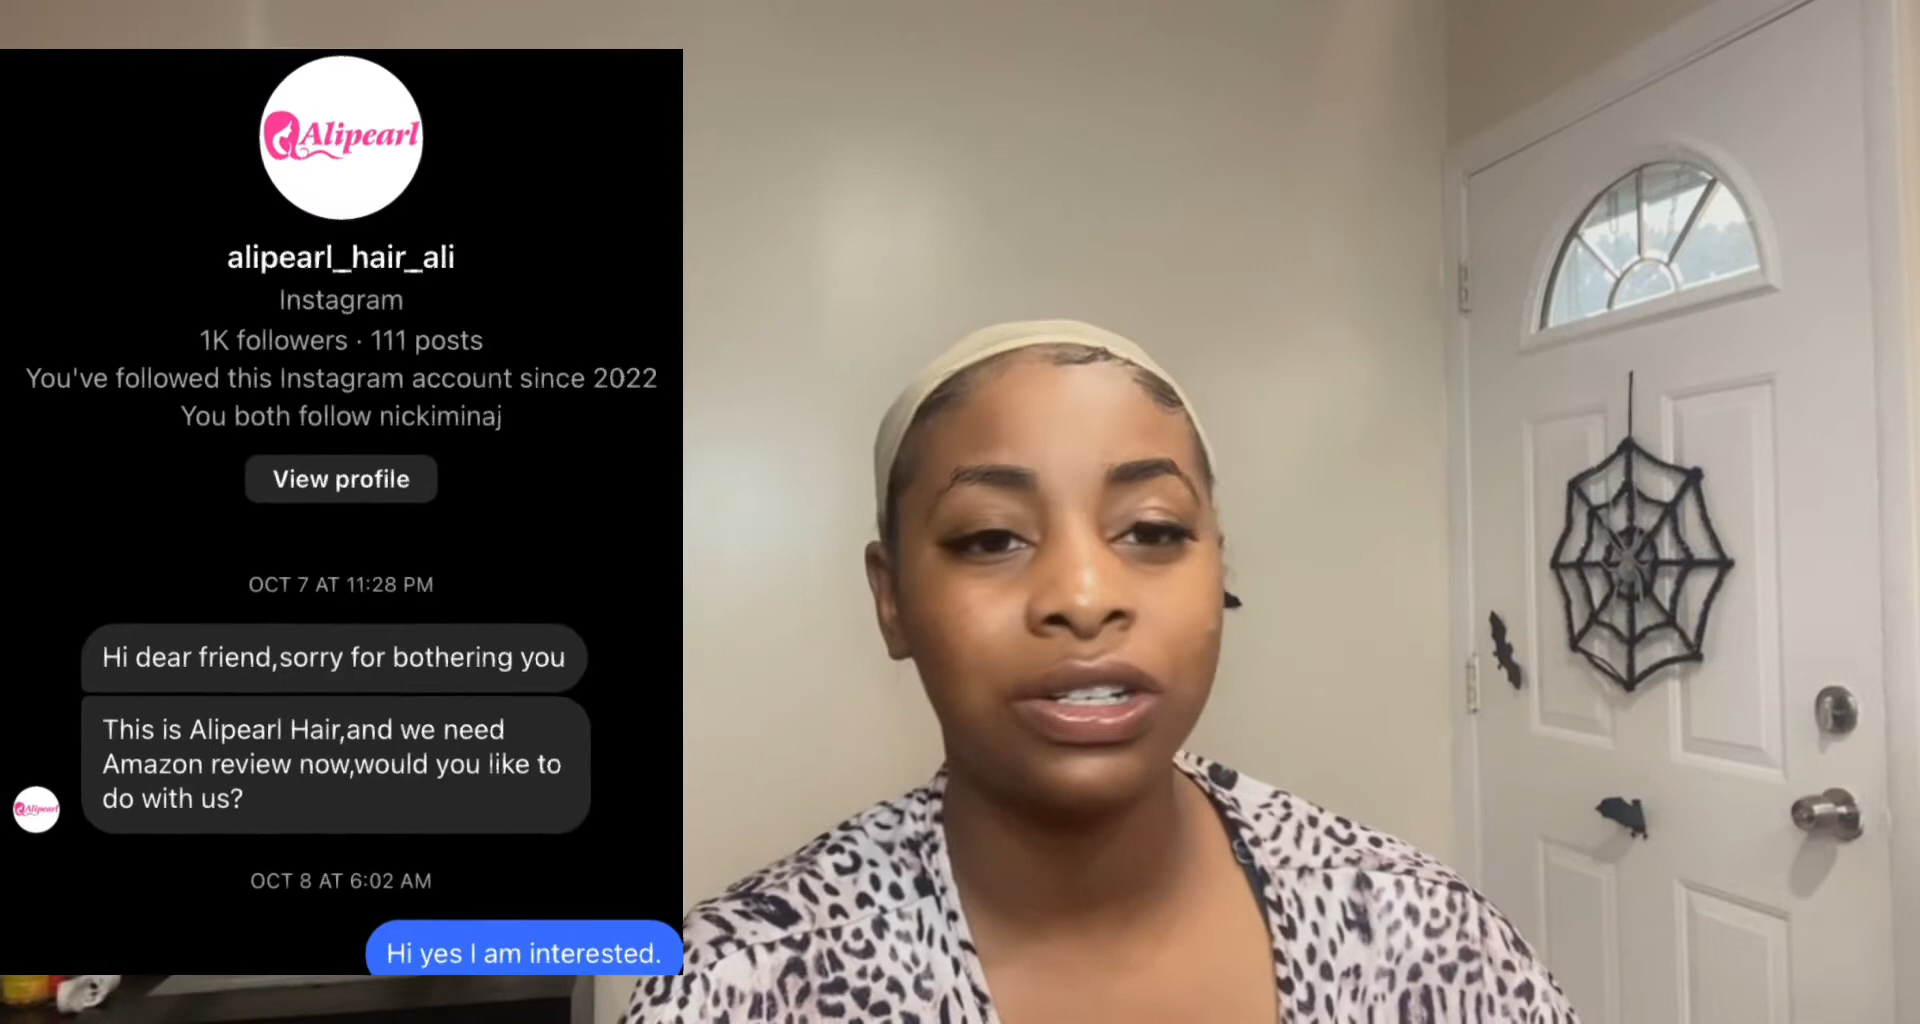 Alipearl
alipearl_hair_ali
Instagram
1K followers · 111 posts
You've followed this Instagram account since 2022
You both follow nickiminaj
View profile
OCT 7 AT 11:28 PM
Hi dear friend,sorry for bothering you
This is Alipearl Hair,and we need
Amazon review now,would you like to
do with us?
Alipearl
OCT 8 AT 6:02 AM
Hi yes I am interested.